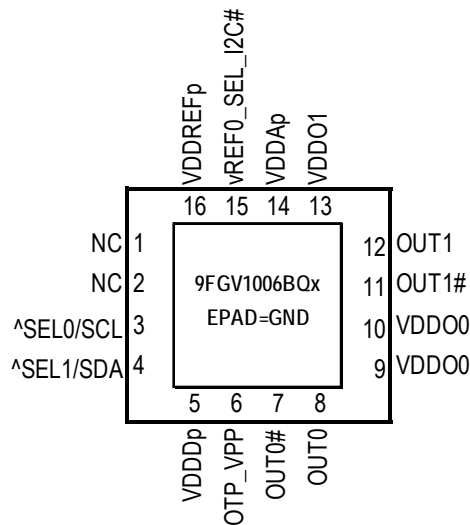 VDDREFp
vREF0_SEL_I2C#
VDDAp
VDDO1
16 15 14 13
NC 1
NC 2
^SEL0/SCL 3
^SEL1/SDA 4
9FGV1006BQx
EPAD=GND
12 OUT1
11 OUT1#
10 VDDO0
9 VDDO0
5 6 7 8
VDDDp
OTP_VPP
OUT0#
OUT0